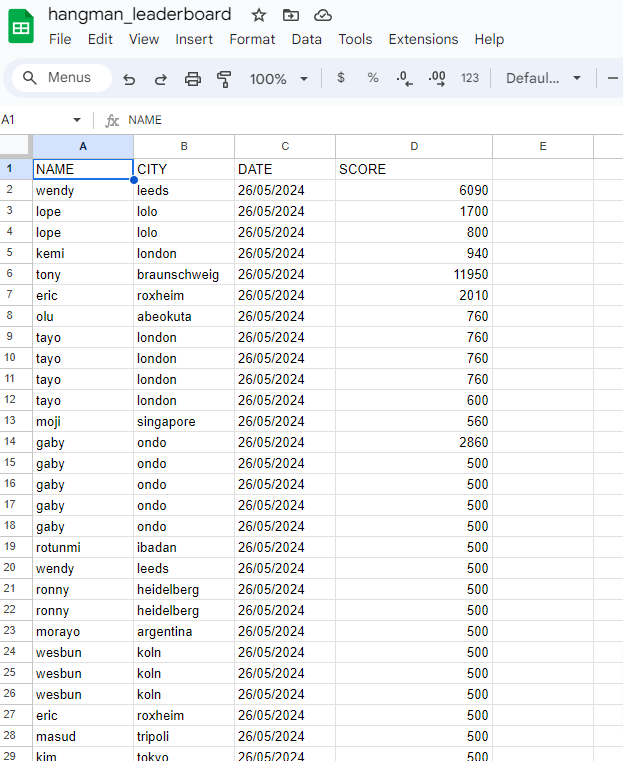 hangman_leaderboard
File Edit View Insert Format Data Tools Extensions Help
Menus 100% $ % .0 .00 123 Defaul...
A1 fx NAME
A B C D E
1 NAME CITY DATE SCORE
2 wendy leeds 26/05/2024 6090
3 lope lolo 26/05/2024 1700
4 lope lolo 26/05/2024 800
5 kemi london 26/05/2024 940
6 tony braunschweig 26/05/2024 11950
7 eric roxheim 26/05/2024 2010
8 olu abeokuta 26/05/2024 760
9 tayo london 26/05/2024 760
10 tayo london 26/05/2024 760
11 tayo london 26/05/2024 760
12 tayo london 26/05/2024 600
13 moji singapore 26/05/2024 560
14 gaby ondo 26/05/2024 2860
15 gaby ondo 26/05/2024 500
16 gaby ondo 26/05/2024 500
17 gaby ondo 26/05/2024 500
18 gaby ondo 26/05/2024 500
19 rotunmi ibadan 26/05/2024 500
20 wendy leeds 26/05/2024 500
21 ronny heidelberg 26/05/2024 500
22 ronny heidelberg 26/05/2024 500
23 morayo argentina 26/05/2024 500
24 wesbun koln 26/05/2024 500
25 wesbun koln 26/05/2024 500
26 wesbun koln 26/05/2024 500
27 eric roxheim 26/05/2024 500
28 masud tripoli 26/05/2024 500
29 kim tokyo 26/05/2024 500